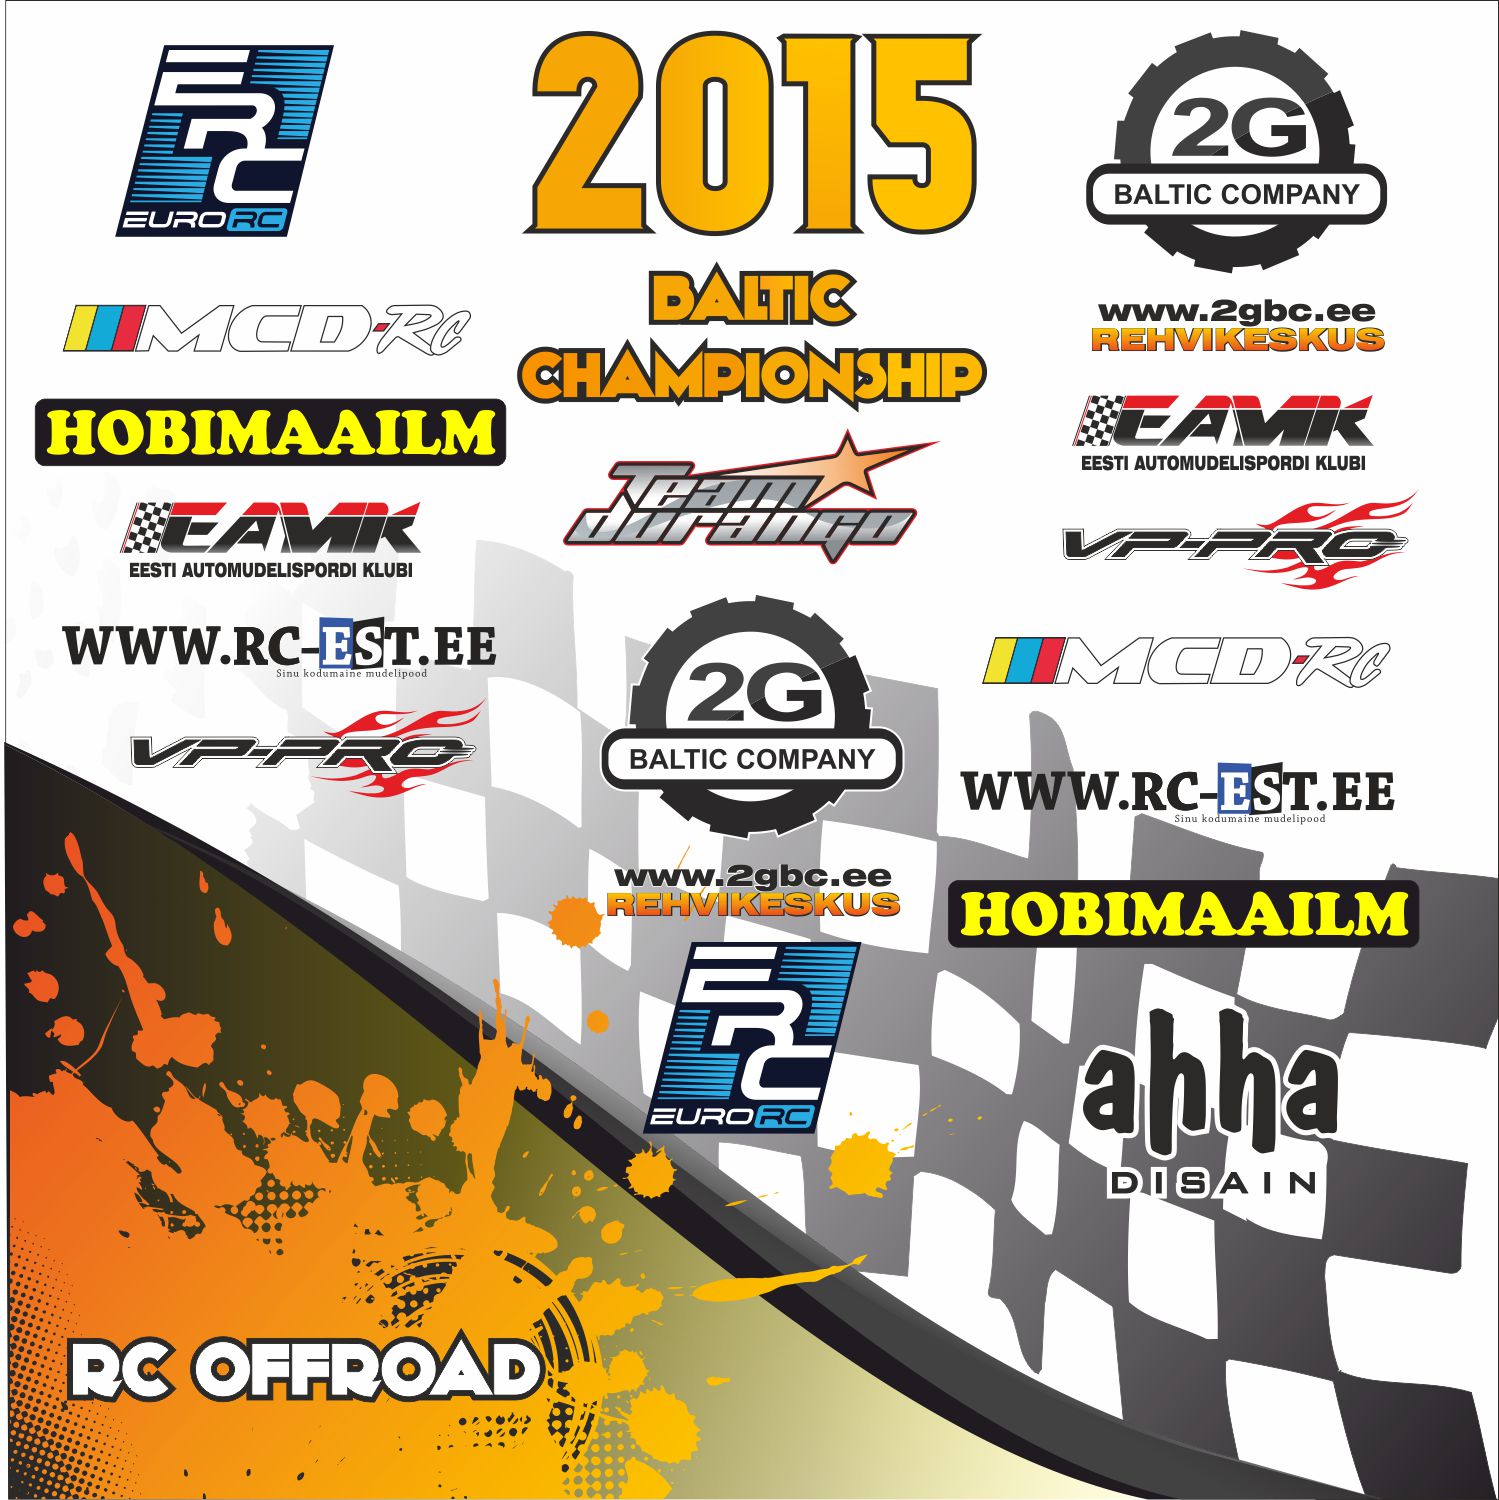 ERC
EURO RC
MCD-RC
HOBIMAAILM
EAMK
EESTI AUTOMUDELISPORDI KLUBI
WWW.RC-EST.EE
Sinu kodumaine mudelipood
VP-PRO
2015
BALTIC
CHAMPIONSHIP
Team
durango
2G
BALTIC COMPANY
www.2gbc.ee
REHVIKESKUS
ERC
EURO RC
2G
BALTIC COMPANY
www.2gbc.ee
REHVIKESKUS
EAMK
EESTI AUTOMUDELISPORDI KLUBI
VP-PRO
MCD-RC
WWW.RC-EST.EE
Sinu kodumaine mudelipood
HOBIMAAILM
ahha
DISAIN
RC OFFROAD